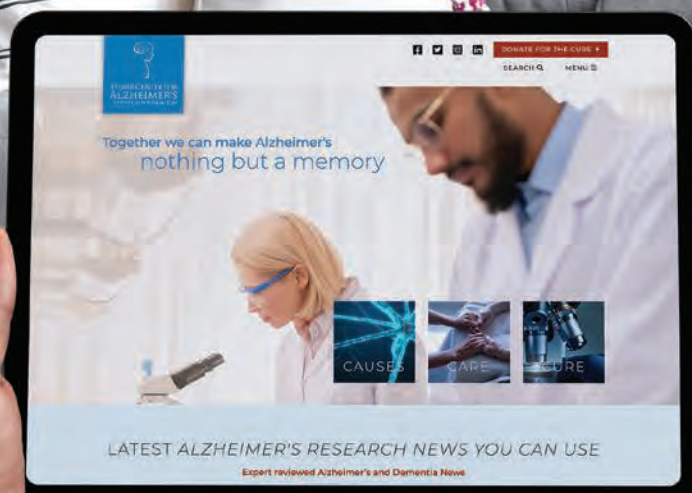 DONATE FOR THE CURE
SEARCH MENU
ALZHEIMER'S
Together we can make Alzheimer's
nothing but a memory
CAUSES CARE CURE
LATEST ALZHEIMER'S RESEARCH NEWS YOU CAN USE
Expert reviewed Alzheimer's and Dementia News